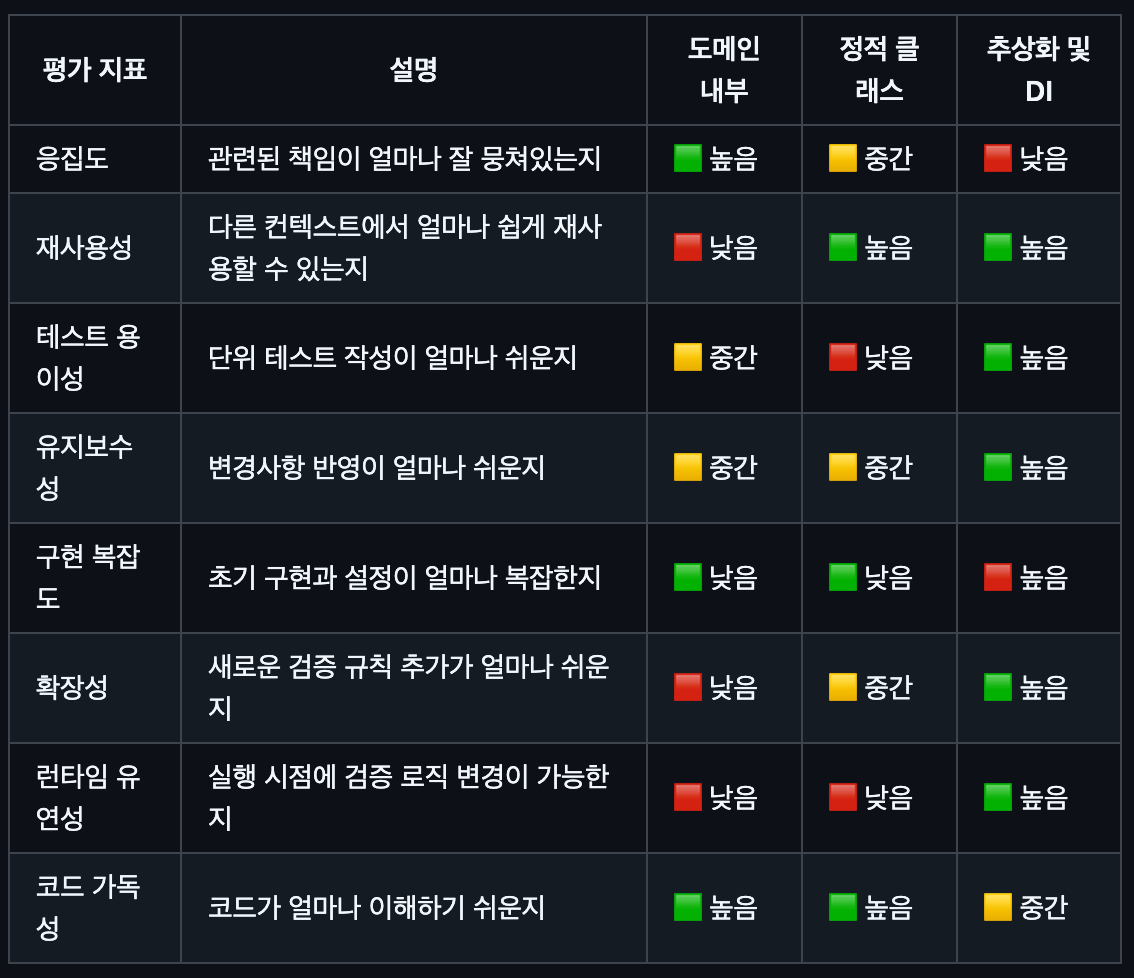 평가 지표
설명
도메인
내부
정적 클
래스
추상화 및
DI
응집도
관련된 책임이 얼마나 잘 뭉쳐있는지
높음
중간
낮음
재사용성
다른 컨텍스트에서 얼마나 쉽게 재사
용할 수 있는지
낮음
높음
높음
테스트 용
이성
단위 테스트 작성이 얼마나 쉬운지
중간
낮음
높음
유지보수
성
변경사항 반영이 얼마나 쉬운지
중간
중간
높음
구현 복잡
도
초기 구현과 설정이 얼마나 복잡한지
낮음
낮음
높음
확장성
새로운 검증 규칙 추가가 얼마나 쉬운
지
낮음
중간
높음
런타임 유
연성
실행 시점에 검증 로직 변경이 가능한
지
낮음
낮음
높음
코드 가독
성
코드가 얼마나 이해하기 쉬운지
높음
높음
중간